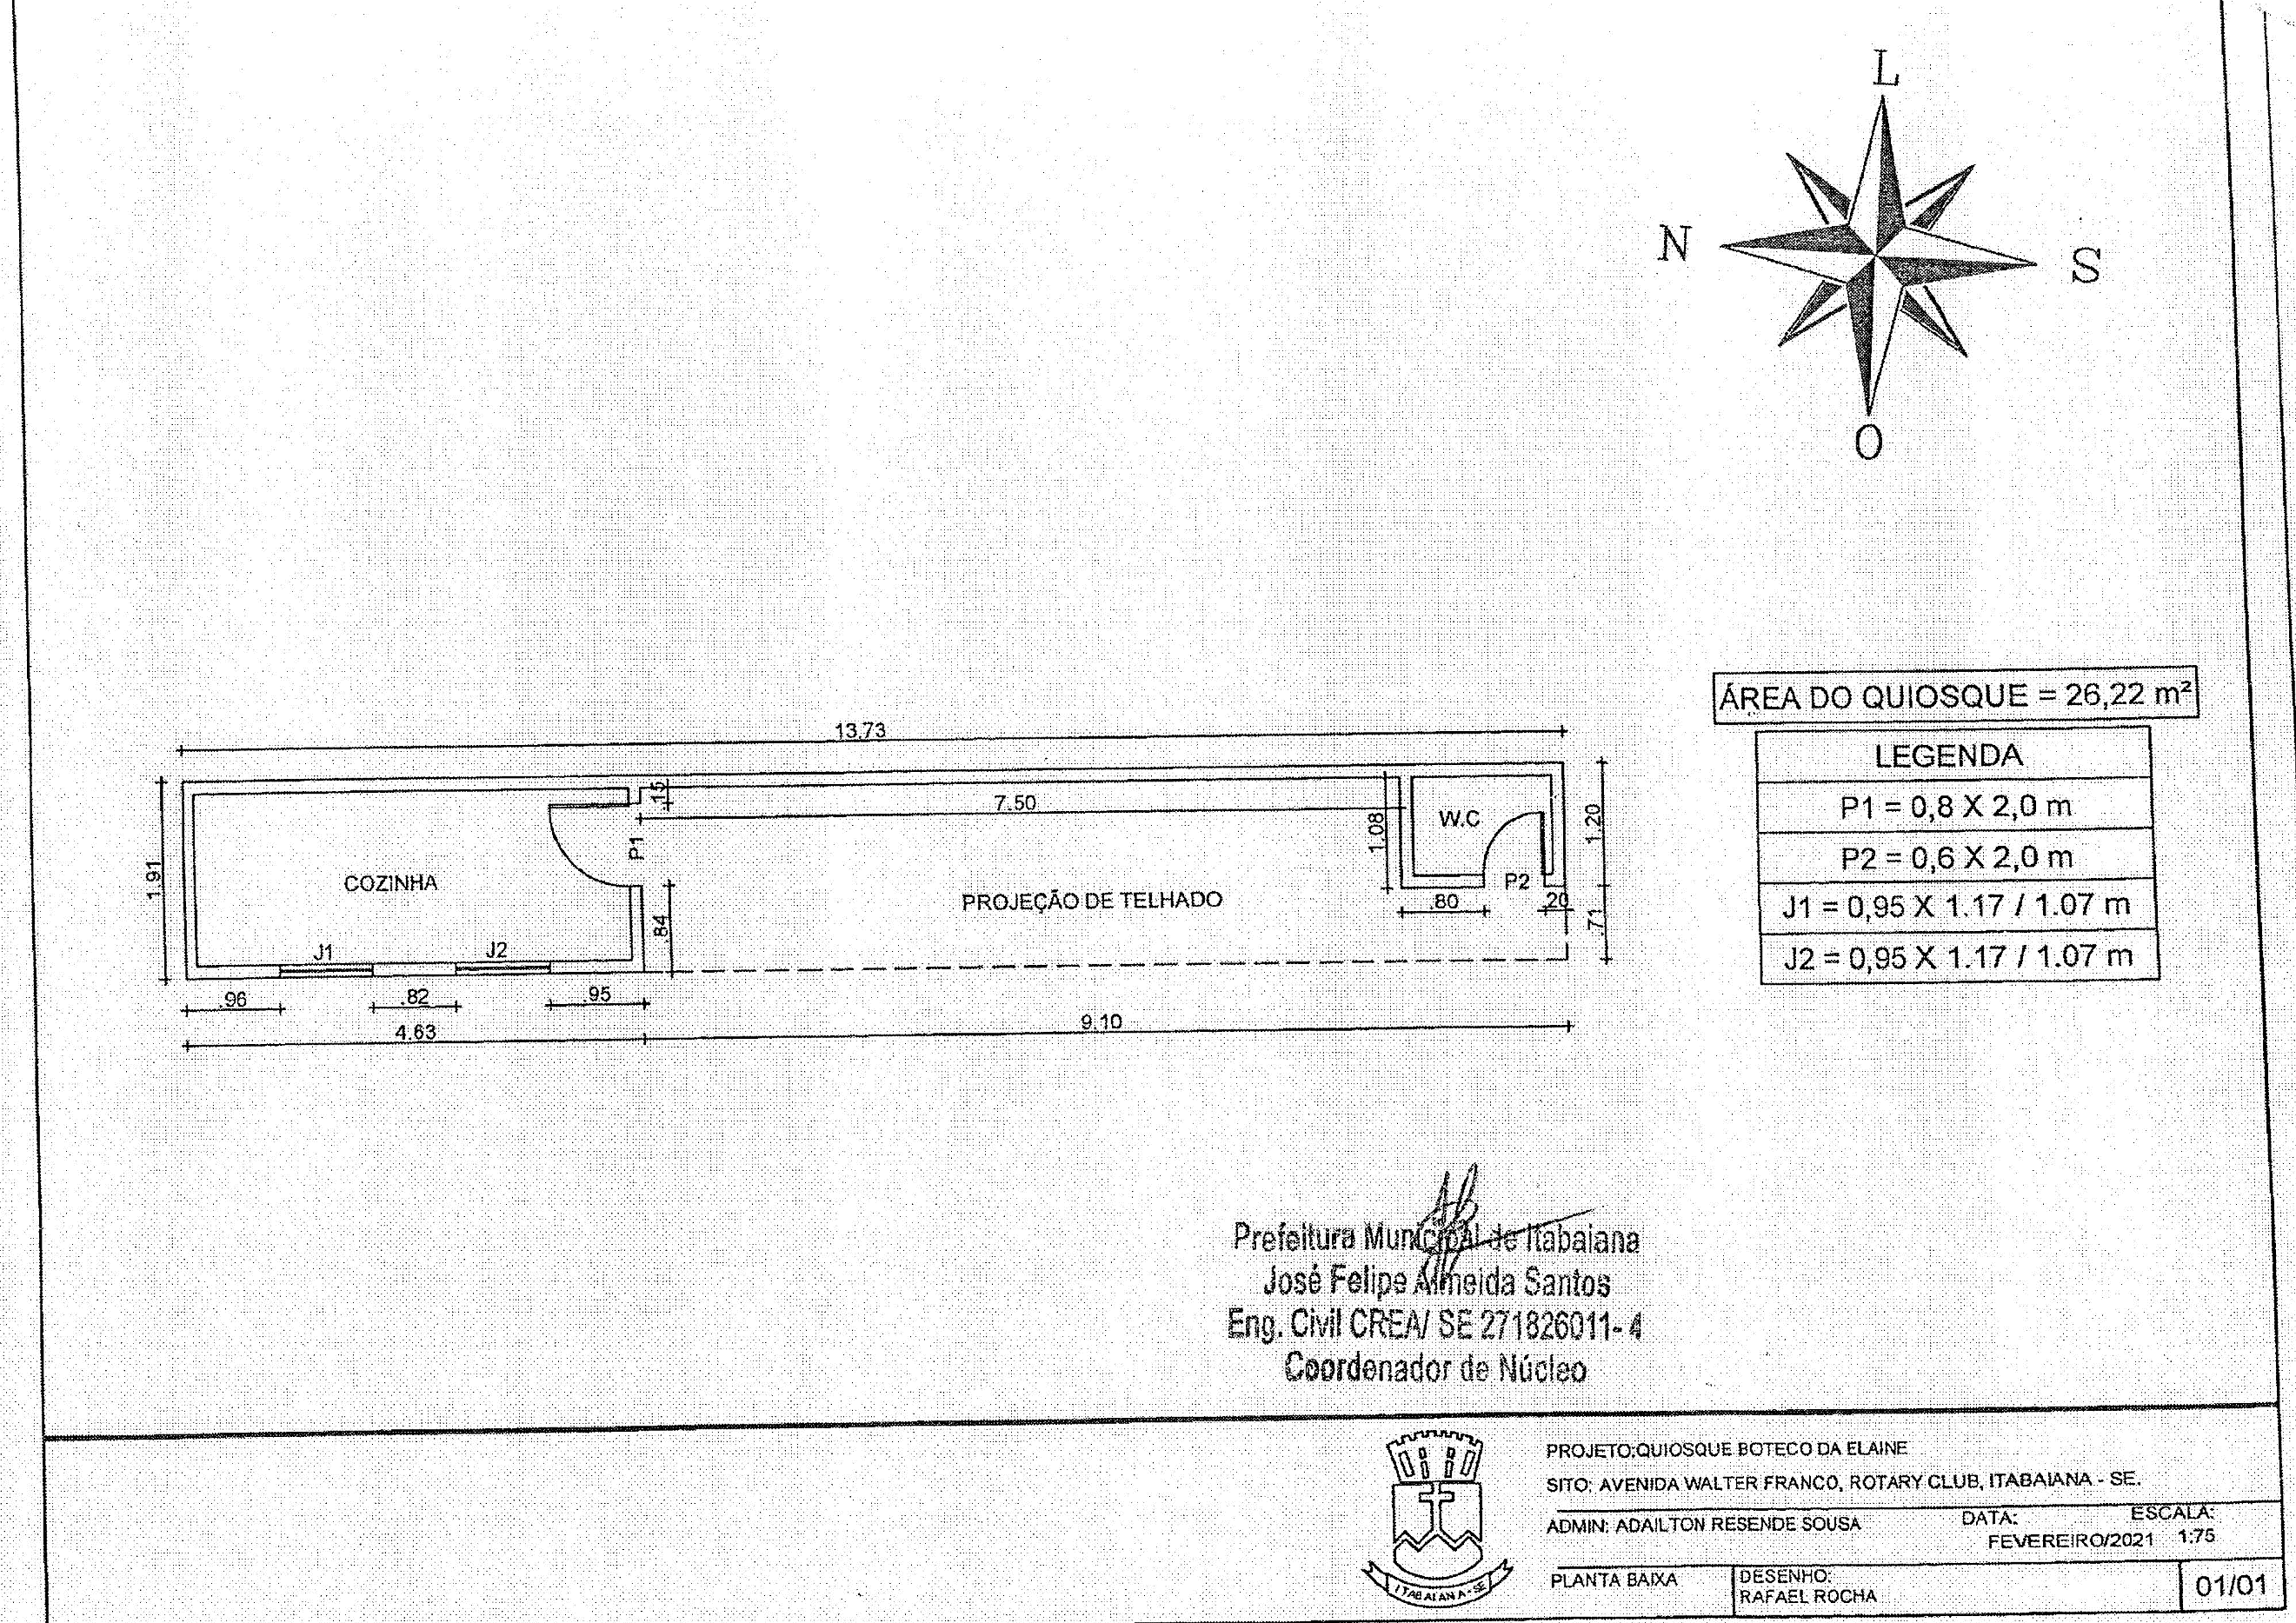 L
N
S
O
ÁREA DO QUIOSQUE = 26,22 m²
LEGENDA
P1 = 0,8 X 2,0 m
P2 = 0,6 X 2,0 m
J1 = 0,95 X 1.17 / 1.07 m
J2 = 0,95 X 1.17 / 1.07 m
13.73
.15
7.50
1.08
W.C
1.20
P1
1.91
COZINHA
PROJEÇÃO DE TELHADO
P2
.80
.20
.71
.84
J1
J2
.96
.82
.95
4.63
9.10
Prefeitura Municipal de Itabaiana
José Felipe Almeida Santos
Eng. Civil CREA/ SE 271826011-4
Coordenador de Núcleo
PROJETO:QUIOSQUE BOTECO DA ELAINE
SITO: AVENIDA WALTER FRANCO, ROTARY CLUB, ITABAIANA - SE.
ADMIN: ADAILTON RESENDE SOUSA
DATA:
FEVEREIRO/2021
ESCALA:
1:75
PLANTA BAIXA
DESENHO:
RAFAEL ROCHA
01/01
ITABAIANA-SE